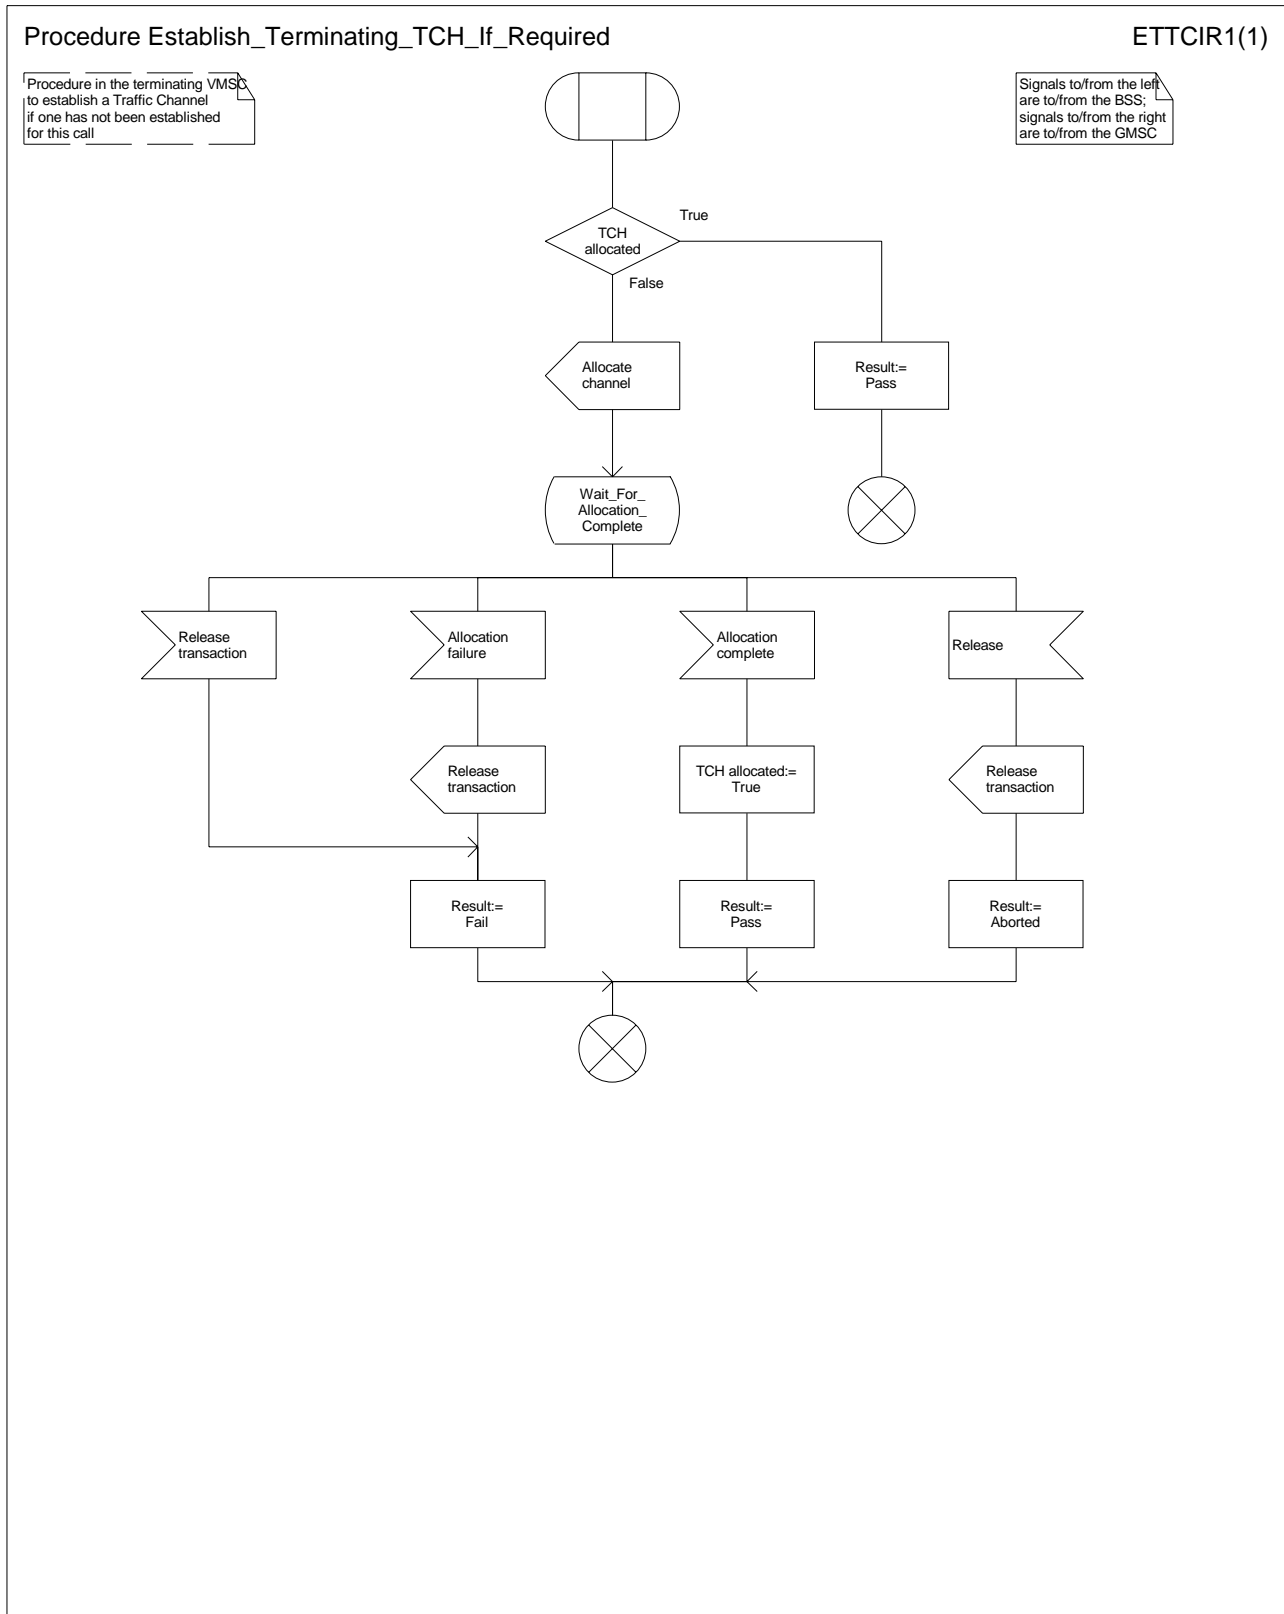 Procedure Establish_Terminating_TCH_If_Required
ETTCIR1(1)
Procedure in the terminating VMSC
to establish a Traffic Channel
if one has not been established
for this call
Signals to/from the left
are to/from the BSS;
signals to/from the right
are to/from the GMSC
TCH
allocated
True
False
Allocate
channel
Result:=
Pass
Wait_For_
Allocation_
Complete
Release
transaction
Allocation
failure
Allocation
complete
Release
Release
transaction
TCH allocated:=
True
Release
transaction
Result:=
Fail
Result:=
Pass
Result:=
Aborted